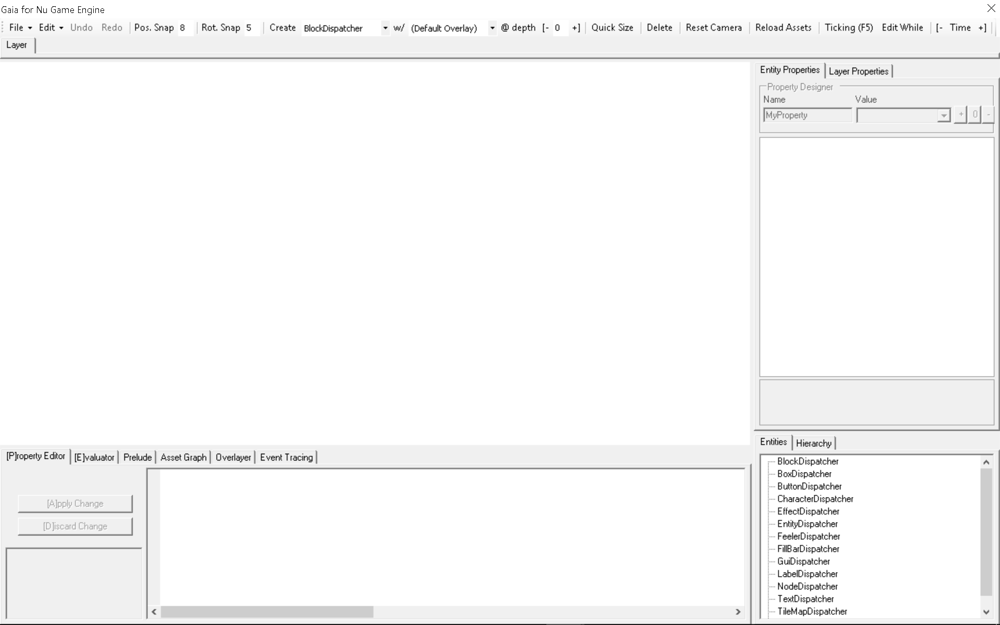 Gaia for Nu Game Engine
File Edit Undo Redo Pos. Snap 8 Rot. Snap 5 Create BlockDispatcher w/ (Default Overlay) @ depth [- 0 +] Quick Size Delete Reset Camera Reload Assets Ticking (F5) Edit While [- Time +]
Layer
Entity Properties Layer Properties
Property Designer
Name Value
MyProperty + 0 -
[P]roperty Editor [E]valuator Prelude Asset Graph Overlayer Event Tracing
[A]pply Change
[D]iscard Change
Entities Hierarchy
BlockDispatcher
BoxDispatcher
ButtonDispatcher
CharacterDispatcher
EffectDispatcher
EntityDispatcher
FeelerDispatcher
FillBarDispatcher
GuiDispatcher
LabelDispatcher
NodeDispatcher
TextDispatcher
TileMapDispatcher